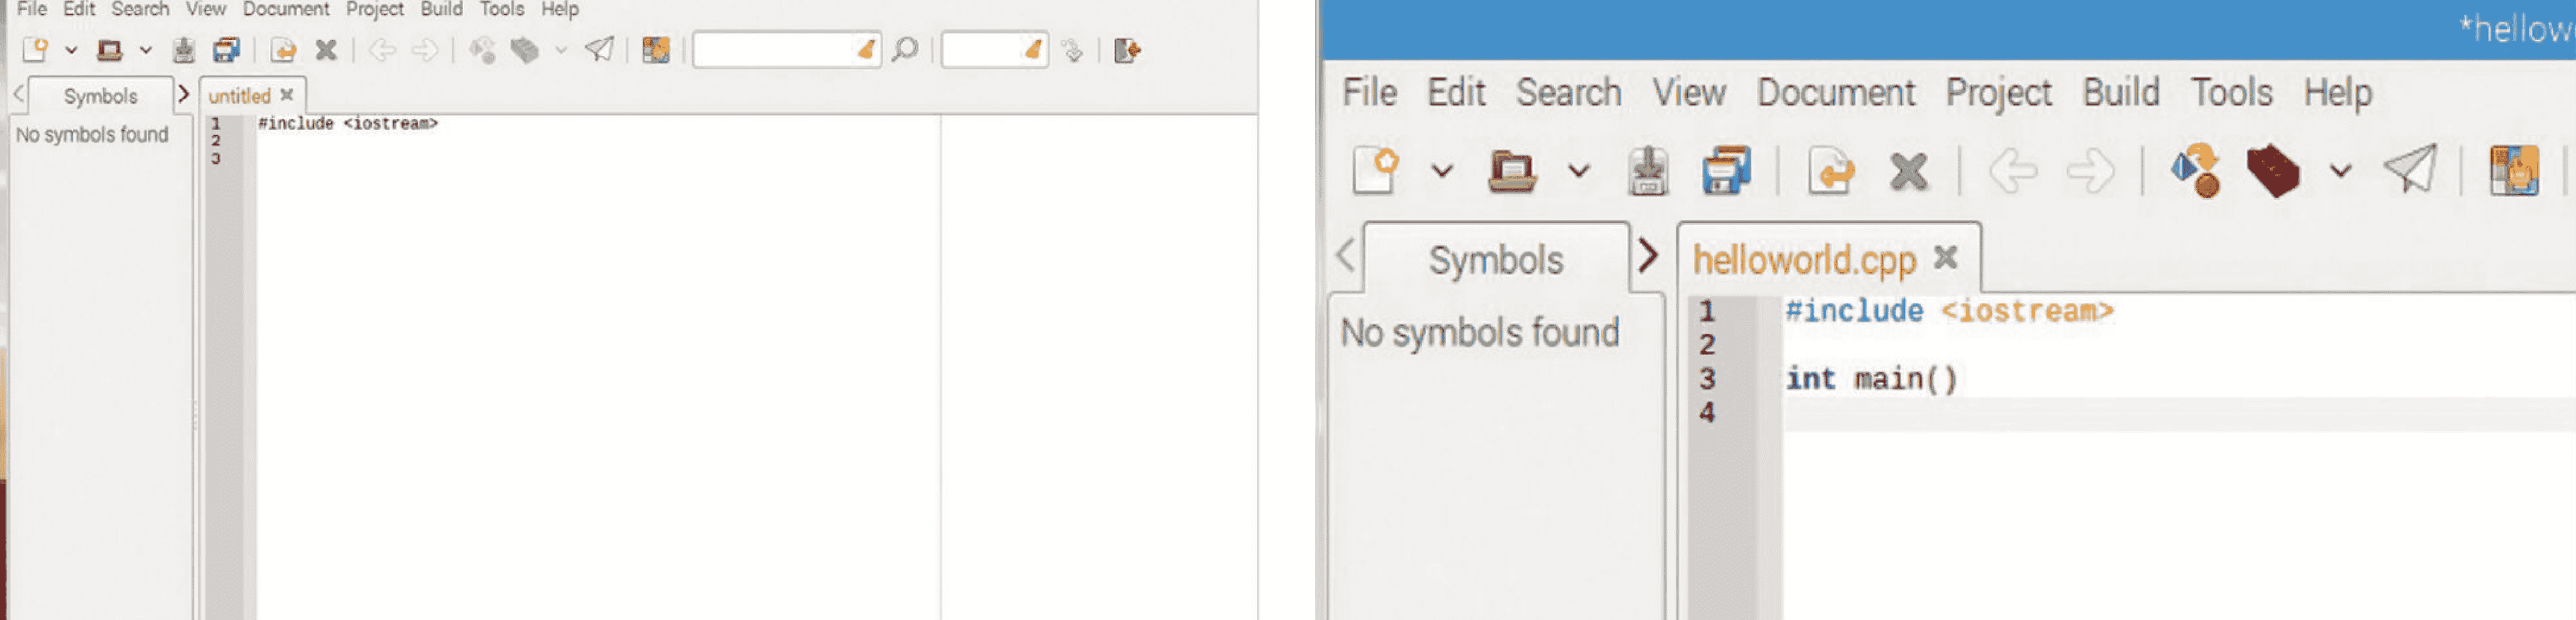 File Edit Search View Document Project Build Tools Help
Symbols
untitled
No symbols found
1 #include <iostream>
2
3
*hellow
File Edit Search View Document Project Build Tools Help
Symbols
helloworld.cpp
No symbols found
1 #include <iostream>
2
3 int main()
4